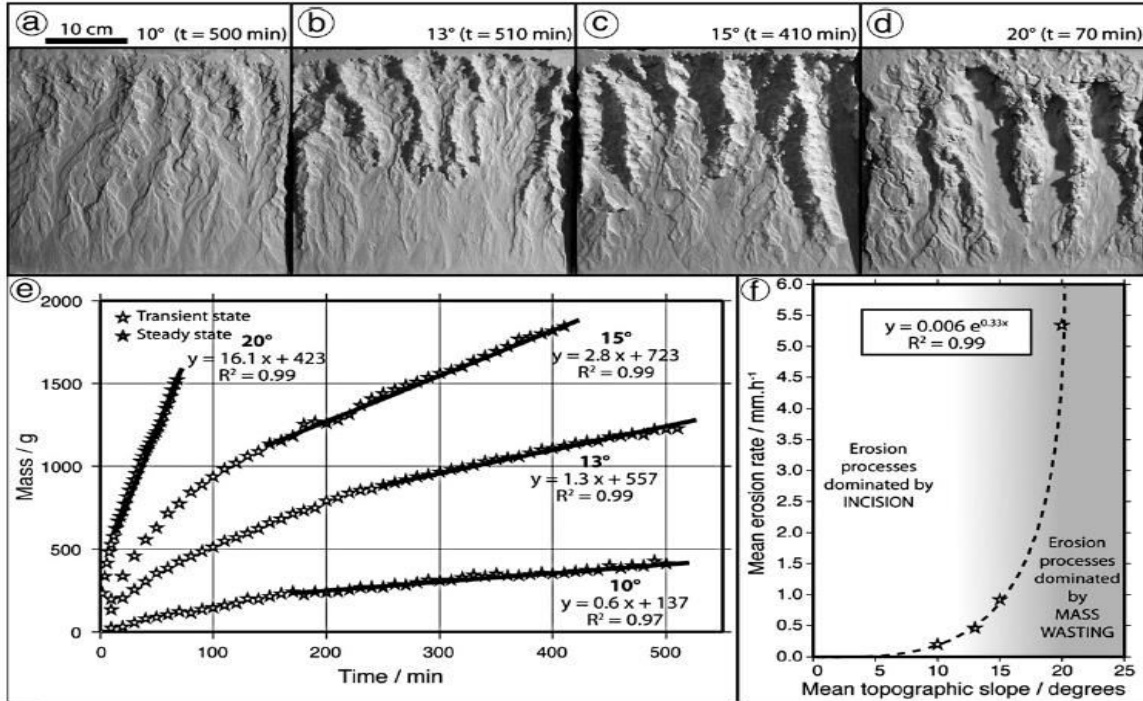 a
10 cm
10° (t = 500 min)
b
13° (t = 510 min)
c
15° (t = 410 min)
d
20° (t = 70 min)
e
2000
1500
1000
500
0
Mass / g
☆ Transient state
★ Steady state
20°
y = 16.1 x + 423
R² = 0.99
15°
y = 2.8 x + 723
R² = 0.99
13°
y = 1.3 x + 557
R² = 0.99
10°
y = 0.6 x + 137
R² = 0.97
0 100 200 300 400 500
Time / min
f
6.0
5.5
5.0
4.5
4.0
3.5
3.0
2.5
2.0
1.5
1.0
0.5
0.0
Mean erosion rate / mm.h⁻¹
y = 0.006 e^0.33x
R² = 0.99
Erosion
processes
dominated by
INCISION
Erosion
processes
dominated
by
MASS
WASTING
0 5 10 15 20 25
Mean topographic slope / degrees